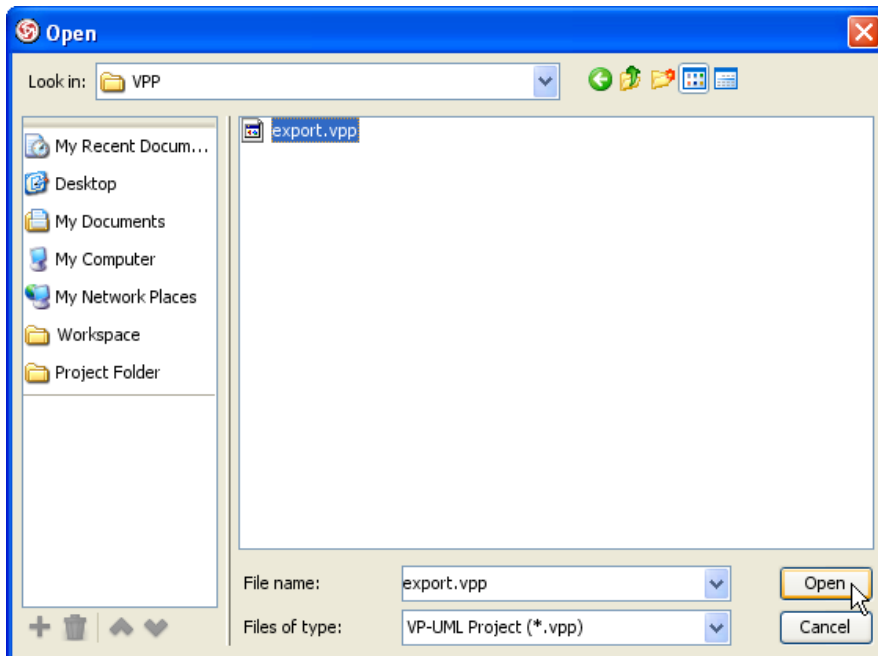 Open
Look in: VPP
export.vpp
My Recent Docum...
Desktop
My Documents
My Computer
My Network Places
Workspace
Project Folder
File name: export.vpp Open
Files of type: VP-UML Project (*.vpp) Cancel